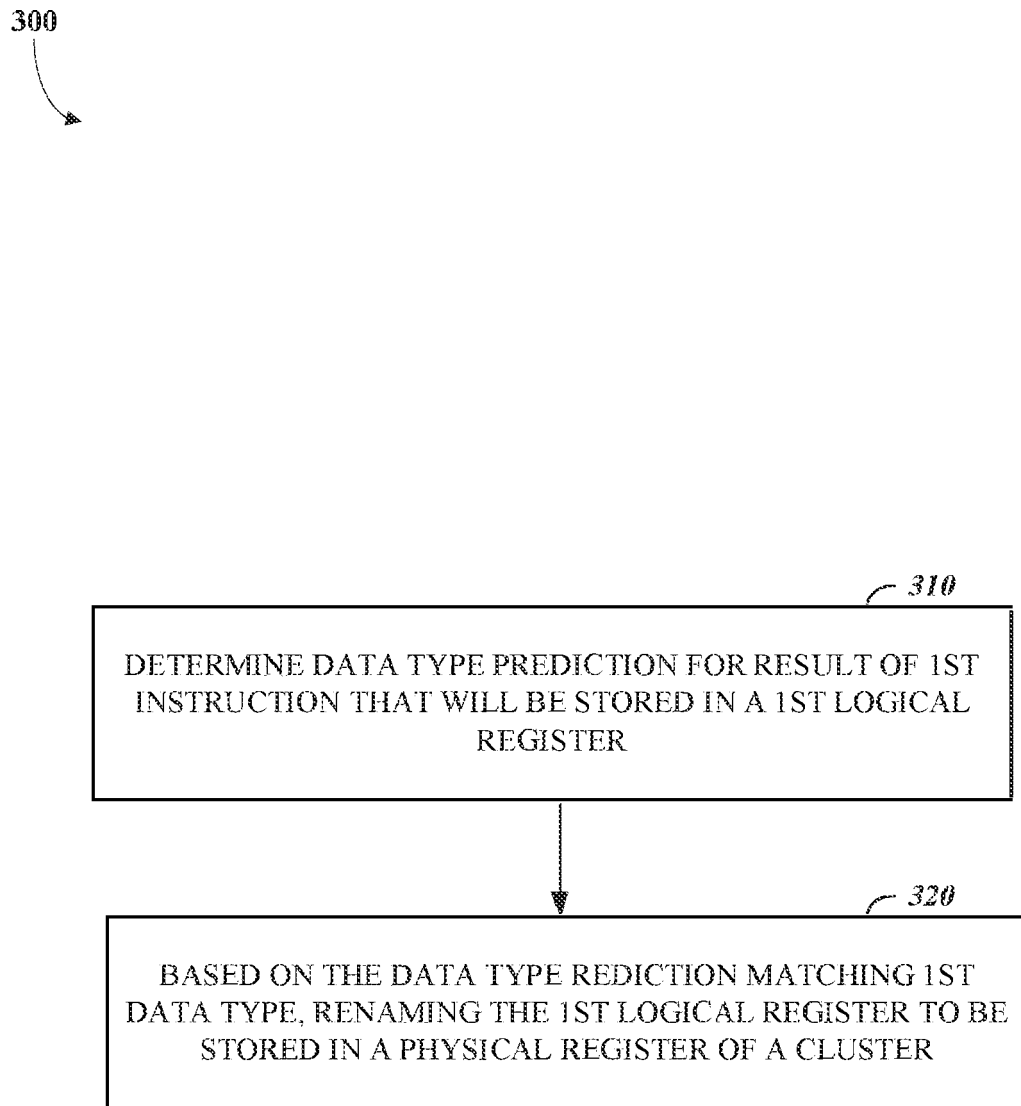 300
310
DETERMINE DATA TYPE PREDICTION FOR RESULT OF 1ST
INSTRUCTION THAT WILL BE STORED IN A 1ST LOGICAL
REGISTER
320
BASED ON THE DATA TYPE REDICTION MATCHING 1ST
DATA TYPE, RENAMING THE 1ST LOGICAL REGISTER TO BE
STORED IN A PHYSICAL REGISTER OF A CLUSTER